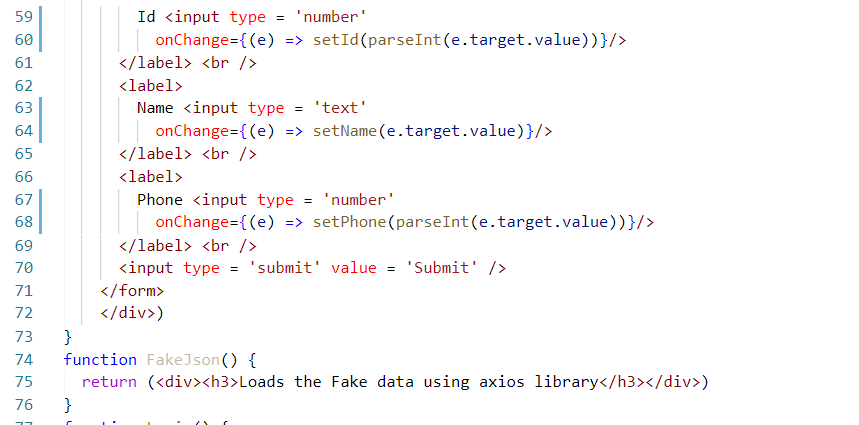 59 Id <input type = 'number'
60 onChange={(e) => setId(parseInt(e.target.value))}/>
61 </label> <br />
62 <label>
63 Name <input type = 'text'
64 onChange={(e) => setName(e.target.value)}/>
65 </label> <br />
66 <label>
67 Phone <input type = 'number'
68 onChange={(e) => setPhone(parseInt(e.target.value))}/>
69 </label> <br />
70 <input type = 'submit' value = 'Submit' />
71 </form>
72 </div>)
73 }
74 function FakeJson() {
75 return (<div><h3>Loads the Fake data using axios library</h3></div>)
76 }